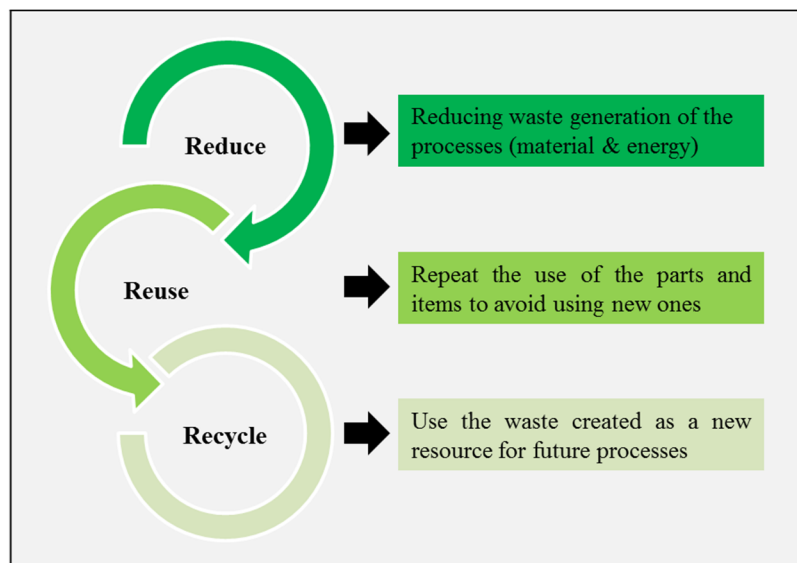 Reduce
Reducing waste generation of the
processes (material & energy)
Reuse
Repeat the use of the parts and
items to avoid using new ones
Recycle
Use the waste created as a new
resource for future processes